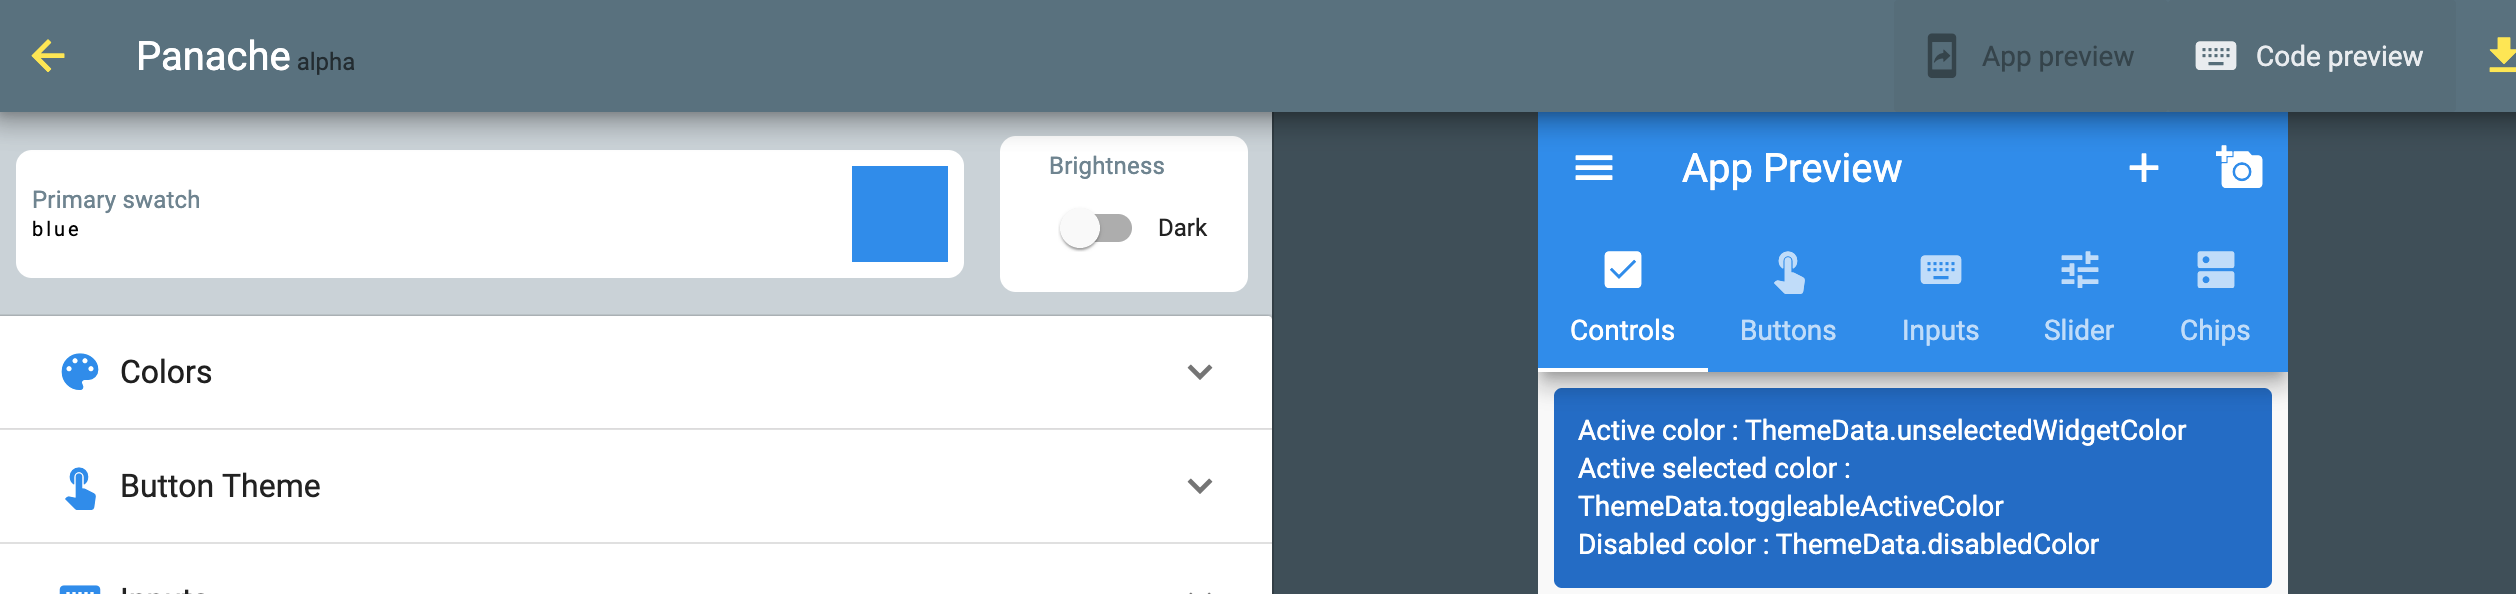 Panache alpha
App preview
Code preview
Primary swatch
blue
Brightness
Dark
Colors
Button Theme
Inputs
App Preview
Controls
Buttons
Inputs
Slider
Chips
Active color : ThemeData.unselectedWidgetColor
Active selected color :
ThemeData.toggleableActiveColor
Disabled color : ThemeData.disabledColor